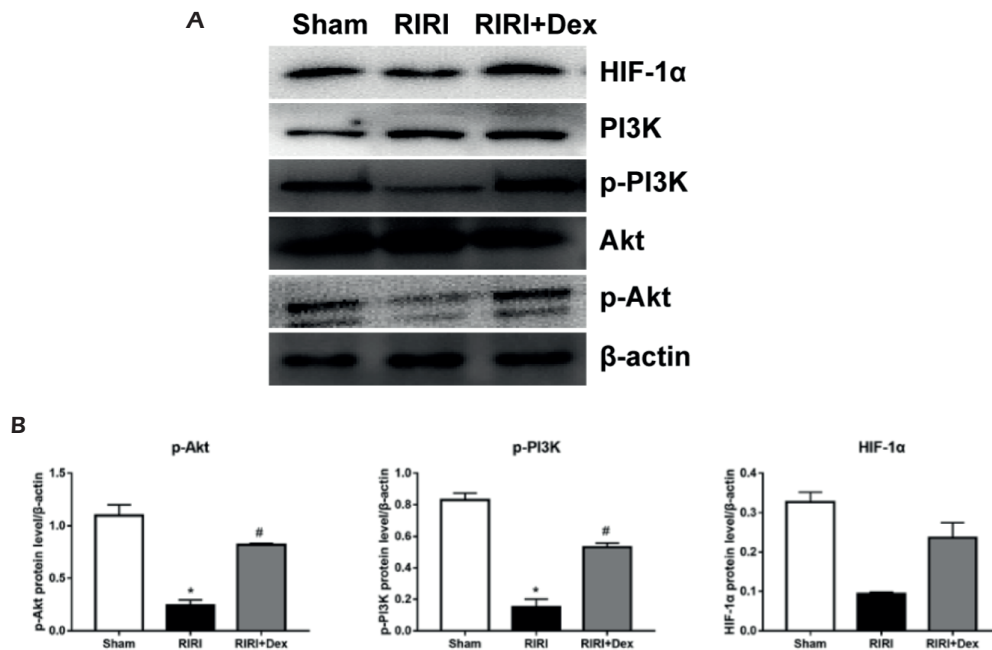 A
Sham RIRI RIRI+Dex
HIF-1α
PI3K
p-PI3K
Akt
p-Akt
β-actin
B
p-Akt
p-Akt protein level/β-actin
1.5
1.0
0.5
0.0
*
#
Sham RIRI RIRI+Dex
p-PI3K
p-PI3K protein level/β-actin
1.0
0.8
0.6
0.4
0.2
0.0
*
#
Sham RIRI RIRI+Dex
HIF-1α
HIF-1α protein level/β-actin
0.4
0.3
0.2
0.1
0.0
Sham RIRI RIRI+Dex